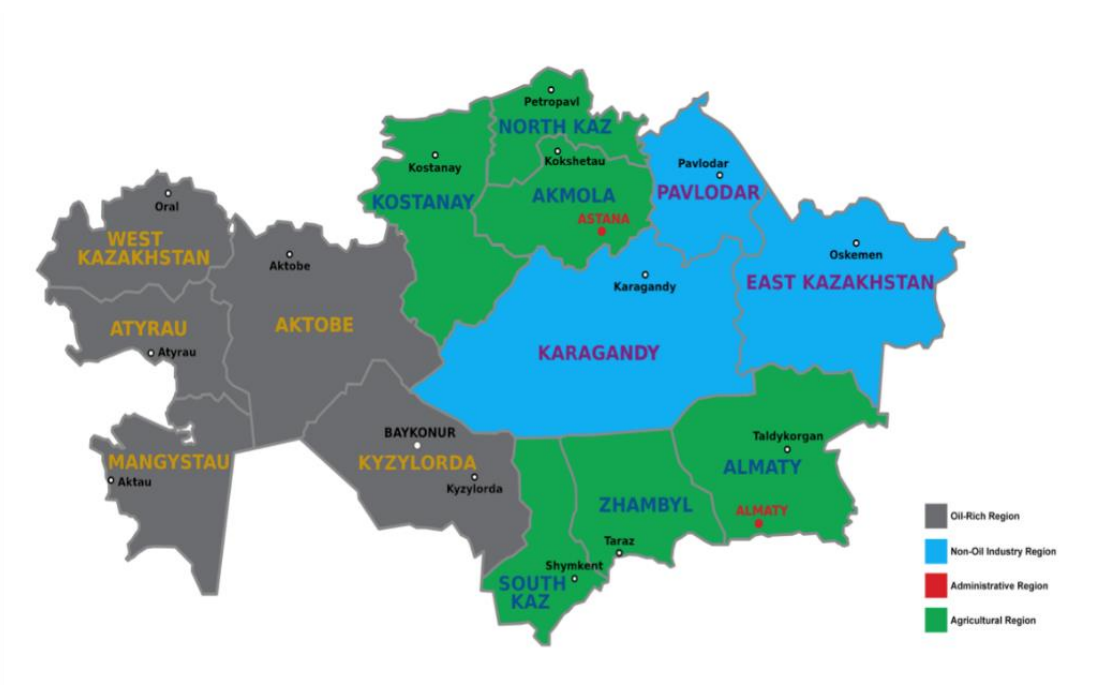 Petropavl
NORTH KAZ
Kostanay
Kokshetau
Pavlodar
KOSTANAY
AKMOLA
PAVLODAR
ASTANA
Oral
WEST
KAZAKHSTAN
Aktobe
Oskemen
Karagandy
EAST KAZAKHSTAN
ATYRAU
AKTOBE
Atyrau
KARAGANDY
BAYKONUR
MANGYSTAU
KYZYLORDA
Aktau
Kyzylorda
Taldykorgan
ALMATY
ZHAMBYL
ALMATY
Taraz
Shymkent
SOUTH
KAZ
Oil-Rich Region
Non-Oil Industry Region
Administrative Region
Agricultural Region